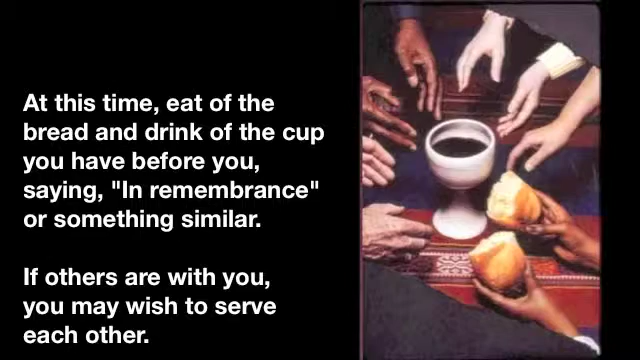 At this time, eat of the
bread and drink of the cup
you have before you,
saying, "In remembrance"
or something similar.
If others are with you,
you may wish to serve
each other.